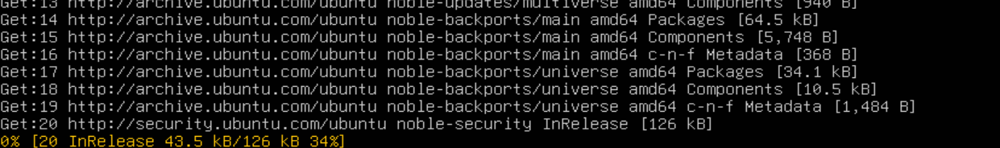 Get:13 http://archive.ubuntu.com/ubuntu noble-updates/multiverse amd64 Components [940 B]
Get:14 http://archive.ubuntu.com/ubuntu noble-backports/main amd64 Packages [64.5 kB]
Get:15 http://archive.ubuntu.com/ubuntu noble-backports/main amd64 Components [5,748 B]
Get:16 http://archive.ubuntu.com/ubuntu noble-backports/main amd64 c-n-f Metadata [368 B]
Get:17 http://archive.ubuntu.com/ubuntu noble-backports/universe amd64 Packages [34.1 kB]
Get:18 http://archive.ubuntu.com/ubuntu noble-backports/universe amd64 Components [10.5 kB]
Get:19 http://archive.ubuntu.com/ubuntu noble-backports/universe amd64 c-n-f Metadata [1,484 B]
Get:20 http://security.ubuntu.com/ubuntu noble-security InRelease [126 kB]
0% [20 InRelease 43.5 kB/126 kB 34%]